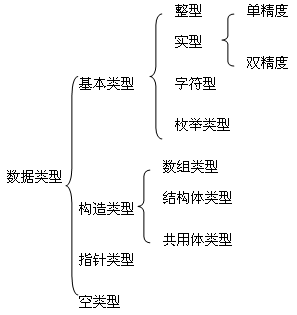 整型
单精度
实型
双精度
基本类型
字符型
枚举类型
数据类型
数组类型
结构体类型
构造类型
共用体类型
指针类型
空类型